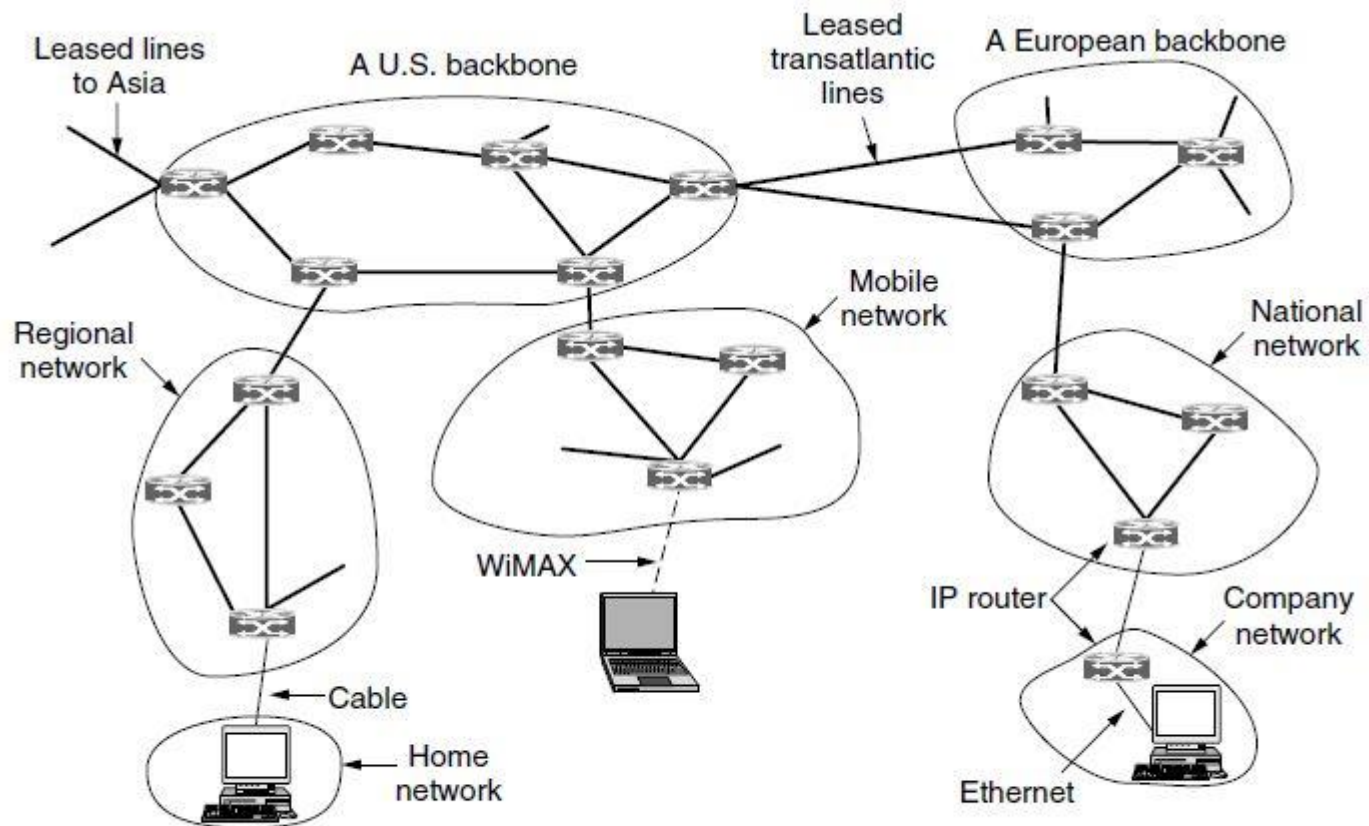 Leased lines
to Asia
A U.S. backbone
Leased
transatlantic
lines
A European backbone
Regional
network
Mobile
network
National
network
WiMAX
IP router
Company
network
Cable
Home
network
Ethernet